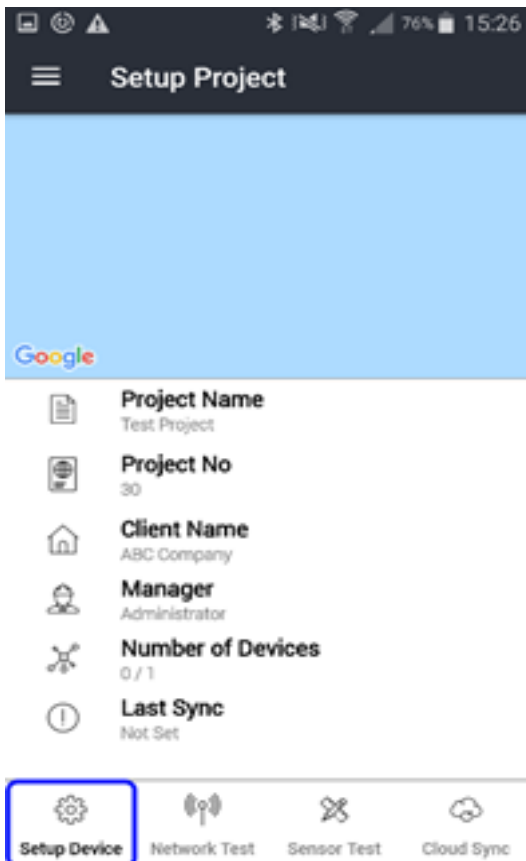 76% 15:26
Setup Project
Google
Project Name
Test Project
Project No
30
Client Name
ABC Company
Manager
Administrator
Number of Devices
0 / 1
Last Sync
Not Set
Setup Device Network Test Sensor Test Cloud Sync